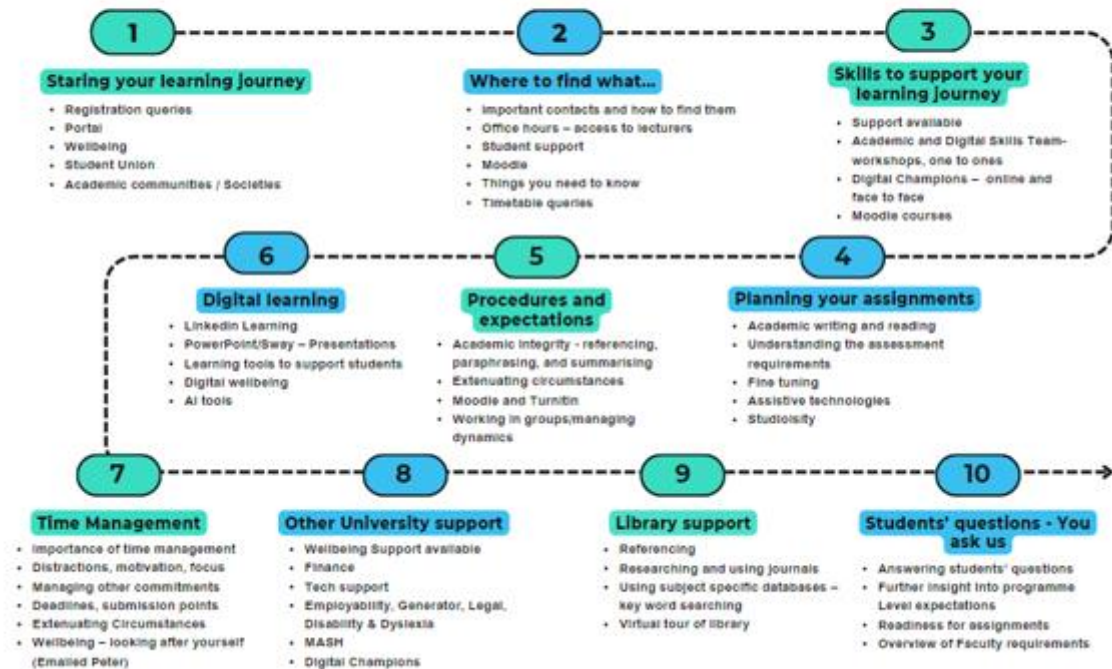 1
Staring your learning journey
• Registration queries
• Portal
• Wellbeing
• Student Union
• Academic communities / Societies
2
Where to find what...
• Important contacts and how to find them
• Office hours – access to lecturers
• Student support
• Moodle
• Things you need to know
• Timetable queries
3
Skills to support your
learning journey
• Support available
• Academic and Digital Skills Team-
workshops, one to ones
• Digital Champions – online and
face to face
• Moodle courses
4
Planning your assignments
• Academic writing and reading
• Understanding the assessment
requirements
• Fine tuning
• Assistive technologies
• Studiosity
5
Procedures and
expectations
• Academic integrity - referencing,
paraphrasing, and summarising
• Extenuating circumstances
• Moodle and Turnitin
• Working in groups/managing
dynamics
6
Digital learning
• Linkedin Learning
• PowerPoint/Sway – Presentations
• Learning tools to support students
• Digital wellbeing
• AI tools
7
Time Management
• Importance of time management
• Distractions, motivation, focus
• Managing other commitments
• Deadlines, submission points
• Extenuating Circumstances
• Wellbeing – looking after yourself
(Emailed Peter)
8
Other University support
• Wellbeing Support available
• Finance
• Tech support
• Employability, Generator, Legal,
Disability & Dyslexia
• MASH
• Digital Champions
9
Library support
• Referencing
• Researching and using journals
• Using subject specific databases –
key word searching
• Virtual tour of library
10
Students' questions - You
ask us
• Answering students' questions
• Further insight into programme
Level expectations
• Readiness for assignments
• Overview of Faculty requirements